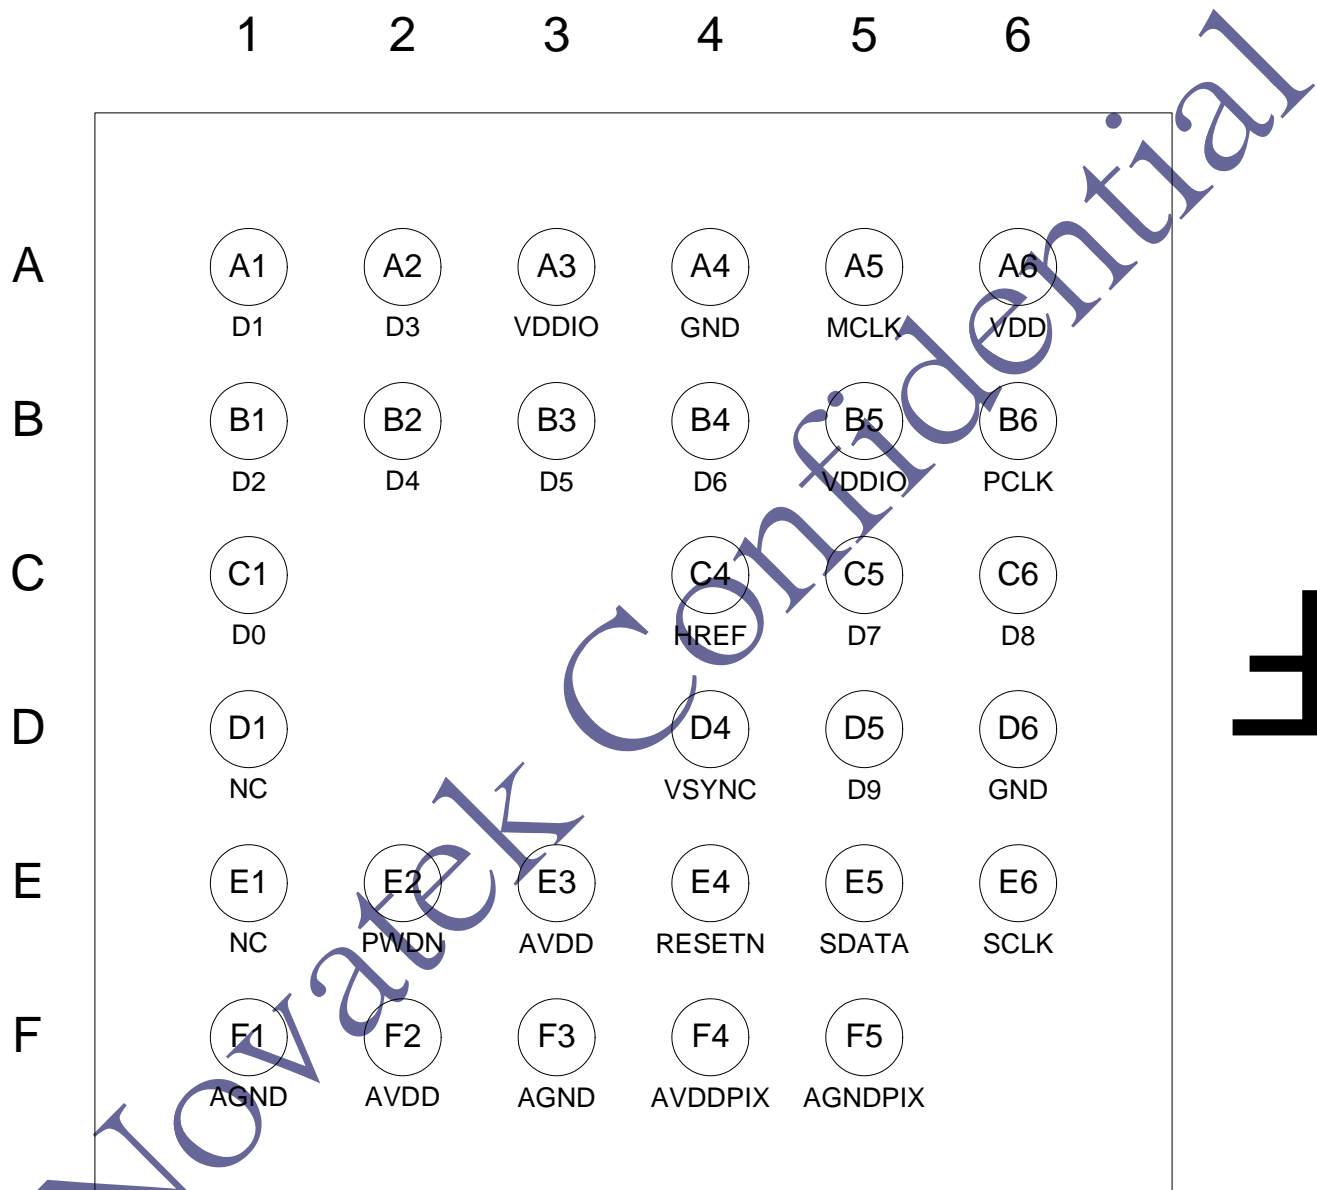 1 2 3 4 5 6
A A1 A2 A3 A4 A5 A6
D1 D3 VDDIO GND MCLK VDD
B B1 B2 B3 B4 B5 B6
D2 D4 D5 D6 VDDIO PCLK
C C1 C4 C5 C6
D0 HREF D7 D8
D D1 D4 D5 D6
NC VSYNC D9 GND
E E1 E2 E3 E4 E5 E6
NC PWDN AVDD RESETN SDATA SCLK
F F1 F2 F3 F4 F5
AGND AVDD AGND AVDDPIX AGNDPIX
Novatek Confidential
F